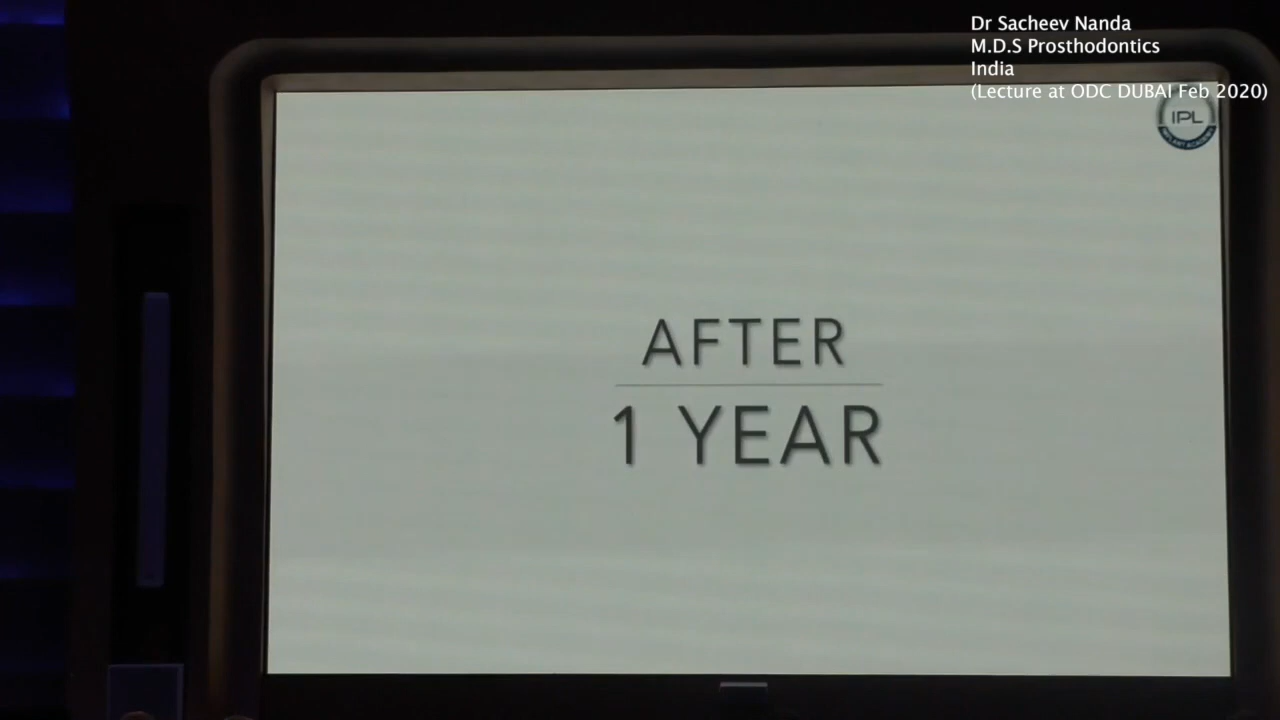 Dr Sacheev Nanda
M.D.S Prosthodontics
India
(Lecture at ODC DUBAI Feb 2020)
IPL
AFTER
1 YEAR